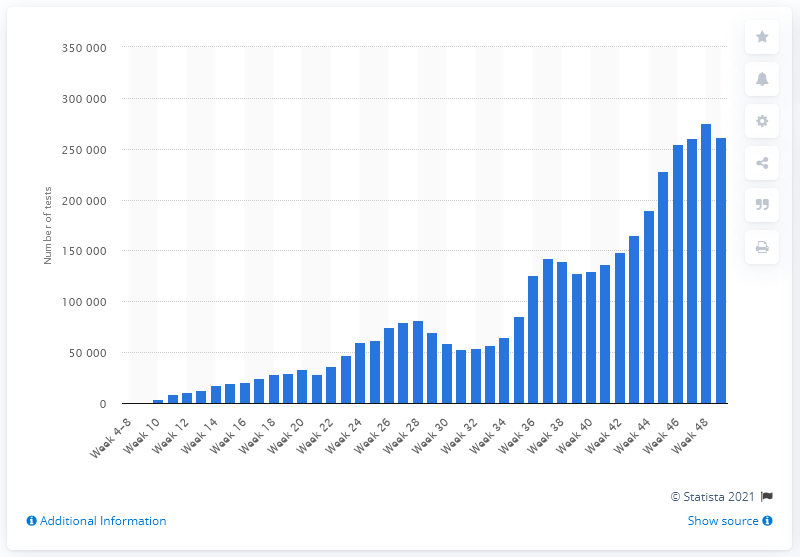 350 000
300 000
250 000
200 000
150 000
100 000
50 000
0
Number of tests
Week 4–8
Week 10
Week 12
Week 14
Week 16
Week 18
Week 20
Week 22
Week 24
Week 26
Week 28
Week 30
Week 32
Week 34
Week 36
Week 38
Week 40
Week 42
Week 44
Week 46
Week 48
© Statista 2021
Additional Information
Show source